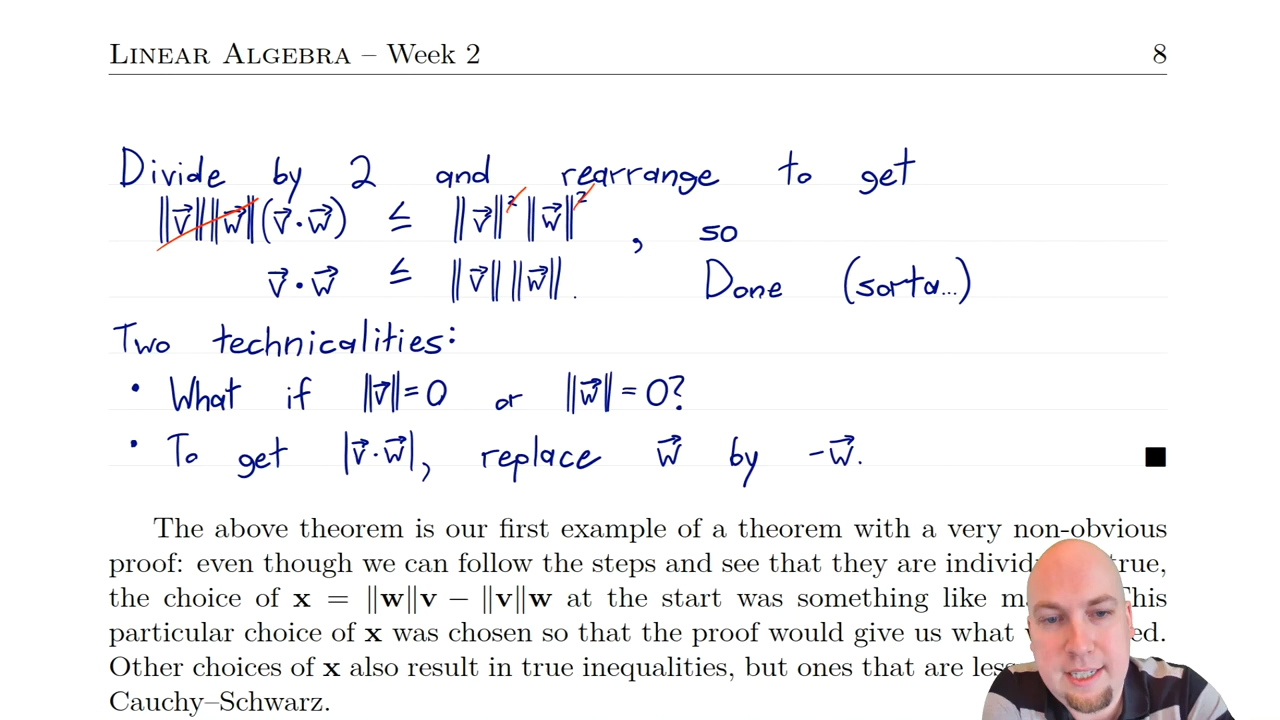 LINEAR ALGEBRA – Week 2 8
Divide by 2 and rearrange to get
‖v⃗‖‖w⃗‖(v⃗·w⃗) ≤ ‖v⃗‖² ‖w⃗‖² , so
v⃗·w⃗ ≤ ‖v⃗‖ ‖w⃗‖. Done (sorta...)
Two technicalities:
• What if ‖v⃗‖=0 or ‖w⃗‖=0?
• To get |v⃗·w⃗|, replace w⃗ by -w⃗. ■
The above theorem is our first example of a theorem with a very non-obvious
proof: even though we can follow the steps and see that they are true,
the choice of x = ‖w‖v − ‖v‖w at the start was something like This
particular choice of x was chosen so that the proof would give us what
Other choices of x also result in true inequalities, but ones that are
Cauchy–Schwarz.